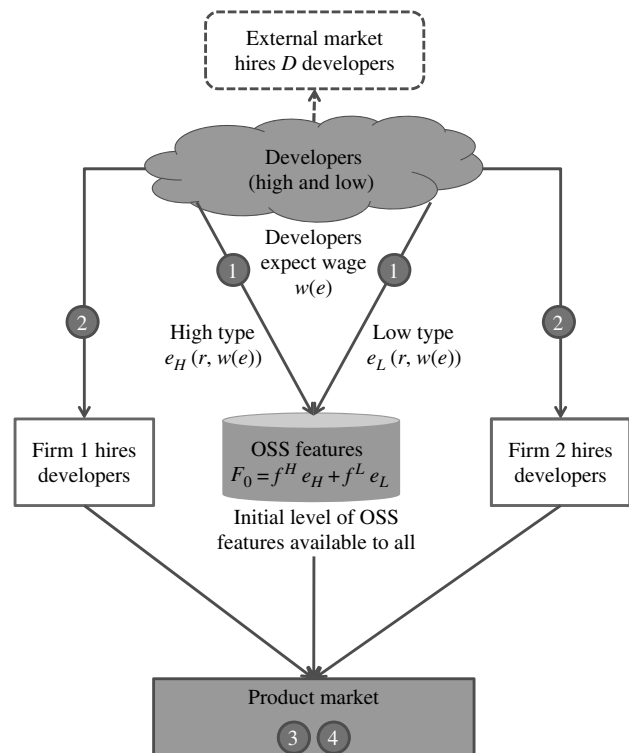 External market
hires D developers
Developers
(high and low)
Developers
expect wage
w(e)
1
1
2
2
High type
e_H (r, w(e))
Low type
e_L (r, w(e))
Firm 1 hires
developers
OSS features
F_0 = f^H e_H + f^L e_L
Firm 2 hires
developers
Initial level of OSS
features available to all
Product market
3 4